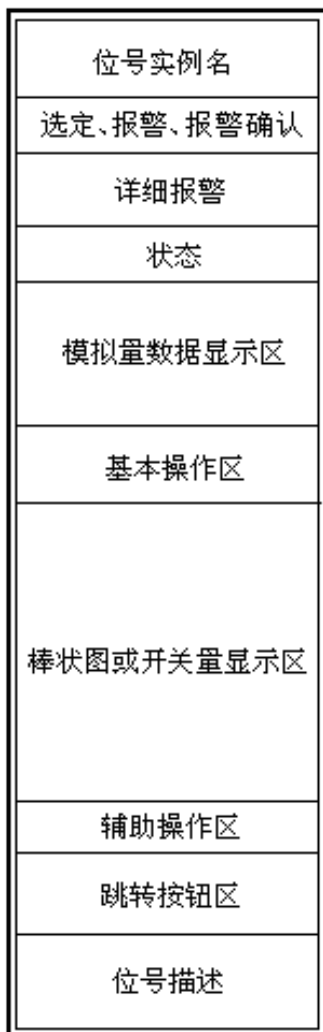 位号实例名
选定、报警、报警确认
详细报警
状态
模拟量数据显示区
基本操作区
棒状图或开关量显示区
辅助操作区
跳转按钮区
位号描述